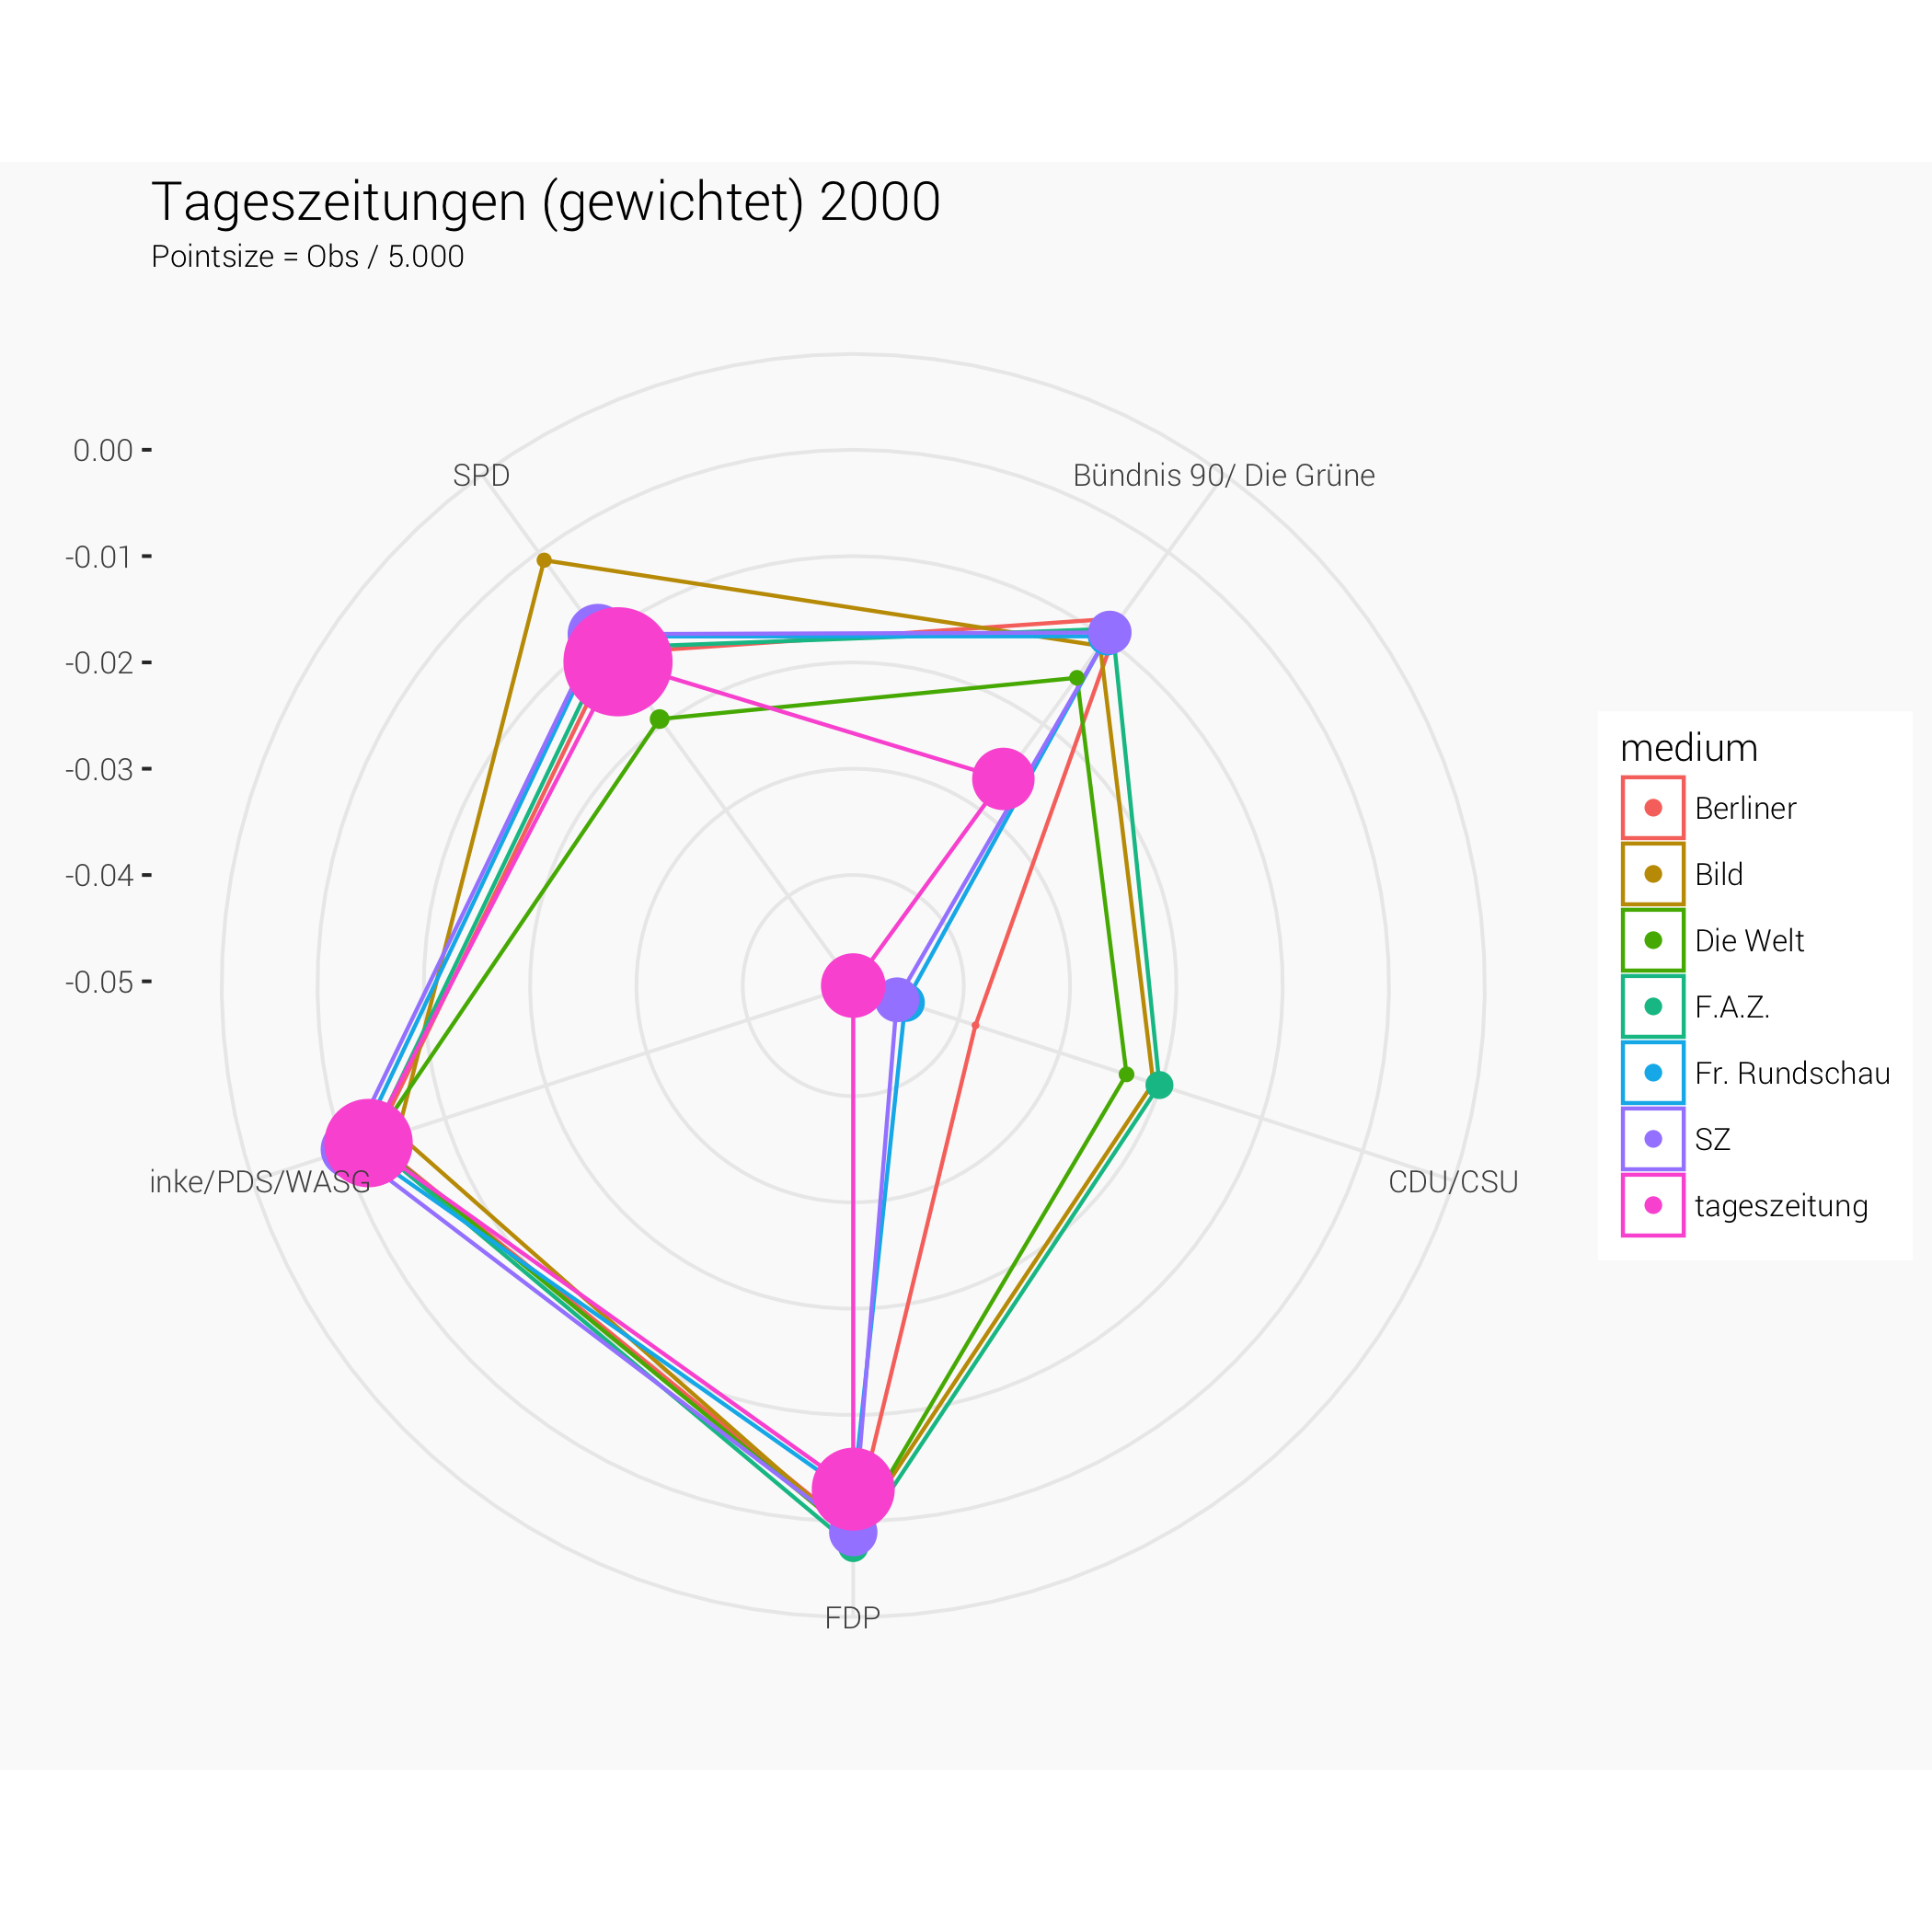 Tageszeitungen (gewichtet) 2000
Pointsize = Obs / 5.000
0.00
-0.01
-0.02
-0.03
-0.04
-0.05
SPD
Bündnis 90/ Die Grüne
inke/PDS/WASG
CDU/CSU
FDP
medium
Berliner
Bild
Die Welt
F.A.Z.
Fr. Rundschau
SZ
tageszeitung